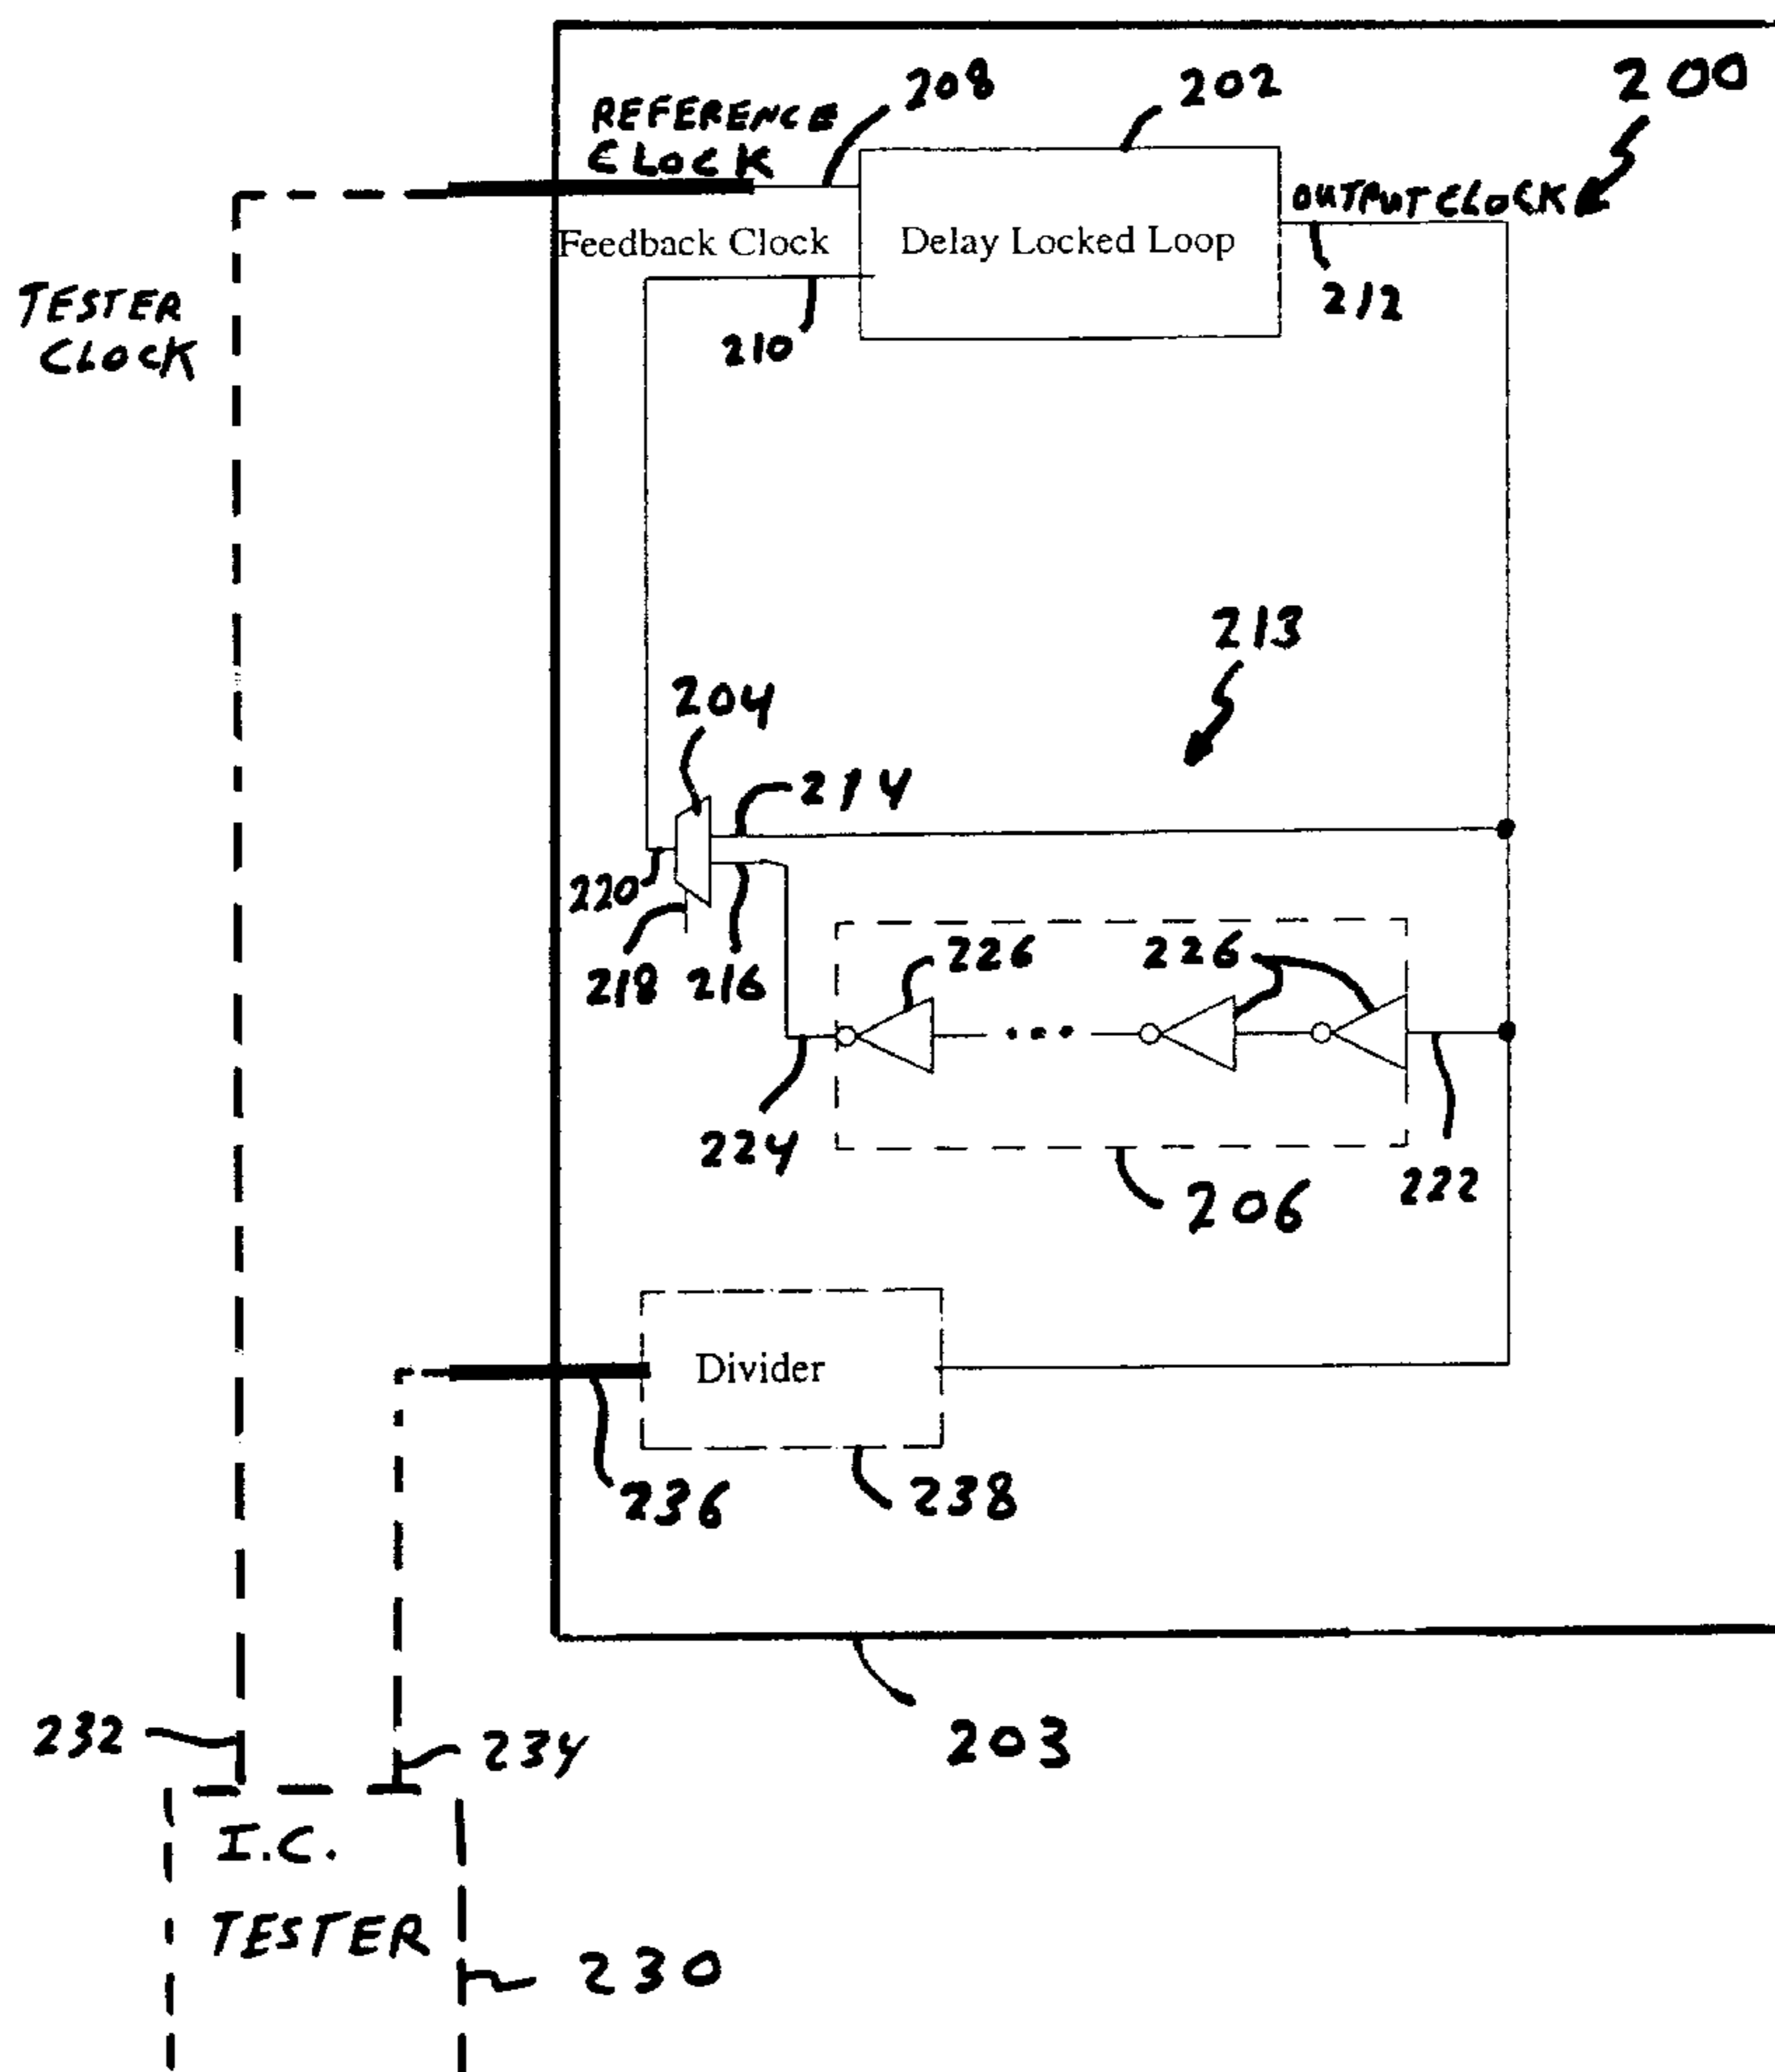 208
202
200
REFERENCE
CLOCK
OUTPUT CLOCK
Feedback Clock
Delay Locked Loop
TESTER
CLOCK
212
210
213
204
214
220
226
226
218
216
224
222
206
Divider
236
238
232
234
203
I.C.
TESTER
230